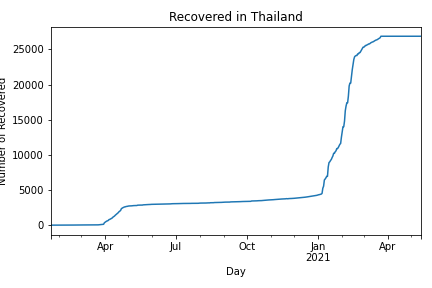 Recovered in Thailand
Number of Recovered
25000
20000
15000
10000
5000
0
Apr
Jul
Oct
Jan
2021
Apr
Day